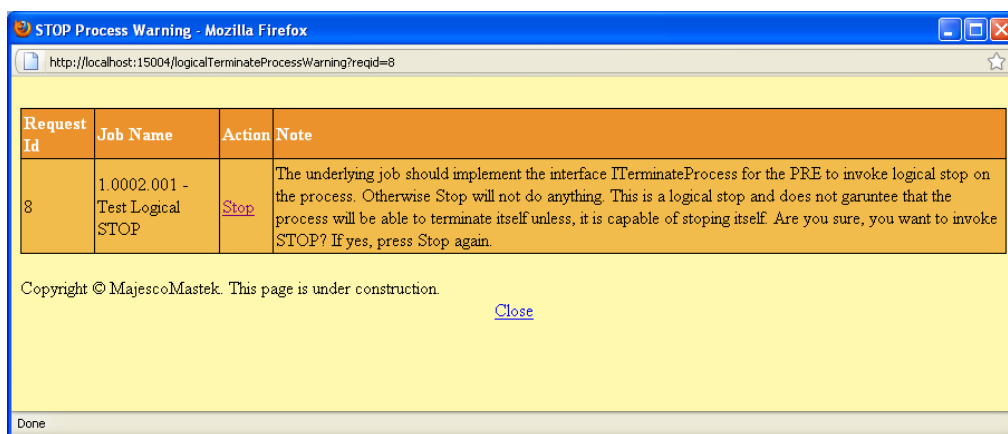 STOP Process Warning - Mozilla Firefox
http://localhost:15004/logicalTerminateProcessWarning?reqid=8
Request
Id
Job Name
Action
Note
8
1.0002.001 -
Test Logical
STOP
Stop
The underlying job should implement the interface ITerminateProcess for the PRE to invoke logical stop on
the process. Otherwise Stop will not do anything. This is a logical stop and does not garuntee that the
process will be able to terminate itself unless, it is capable of stoping itself. Are you sure, you want to invoke
STOP? If yes, press Stop again.
Copyright © MajescoMastek. This page is under construction.
Close
Done